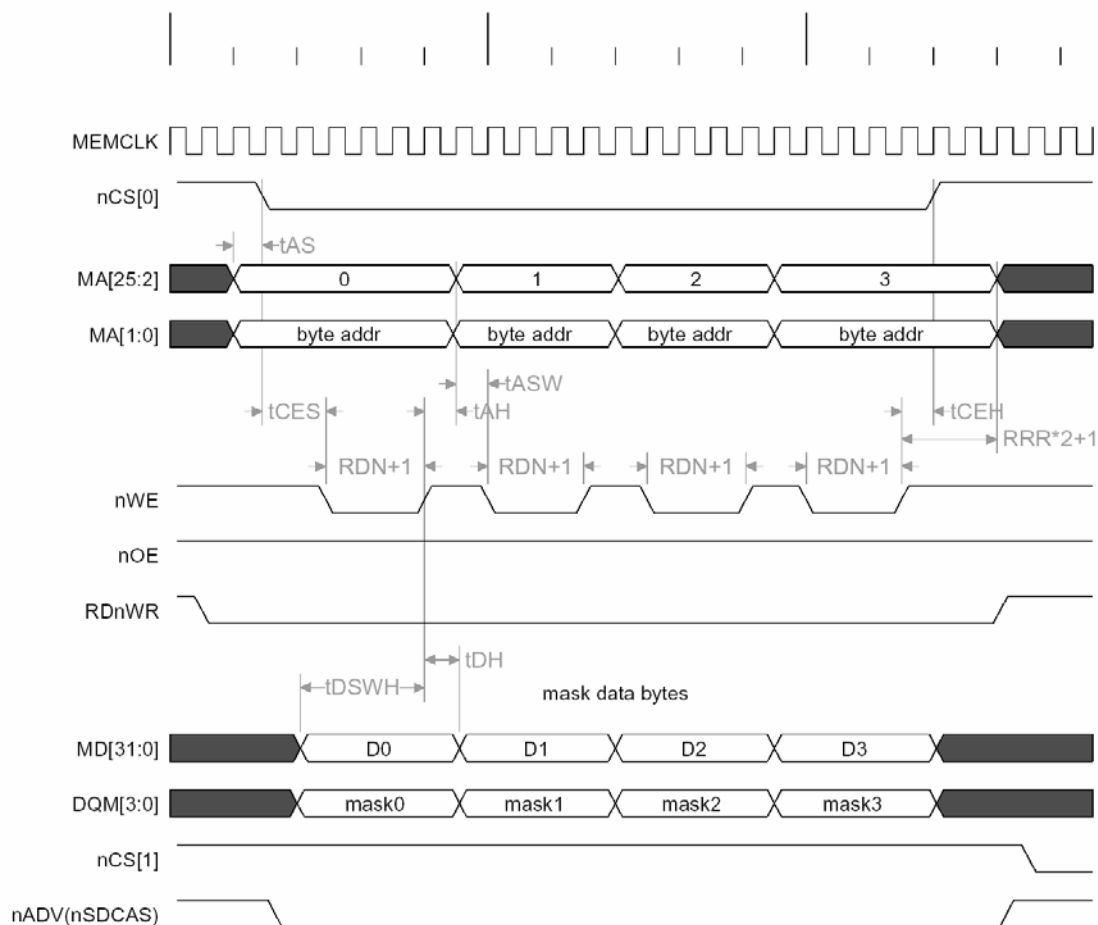 MEMCLK
nCS[0]
tAS
MA[25:2] 0 1 2 3
MA[1:0] byte addr byte addr byte addr byte addr
tASW
tCES tAH tCEH
RRR*2+1
RDN+1 RDN+1 RDN+1 RDN+1
nWE
nOE
RDnWR
tDH
tDSWH
mask data bytes
MD[31:0] D0 D1 D2 D3
DQM[3:0] mask0 mask1 mask2 mask3
nCS[1]
nADV(nSDCAS)